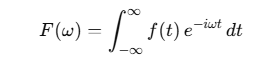 F(ω) = ∫_{-∞}^{∞} f(t) e^{-iωt} dt